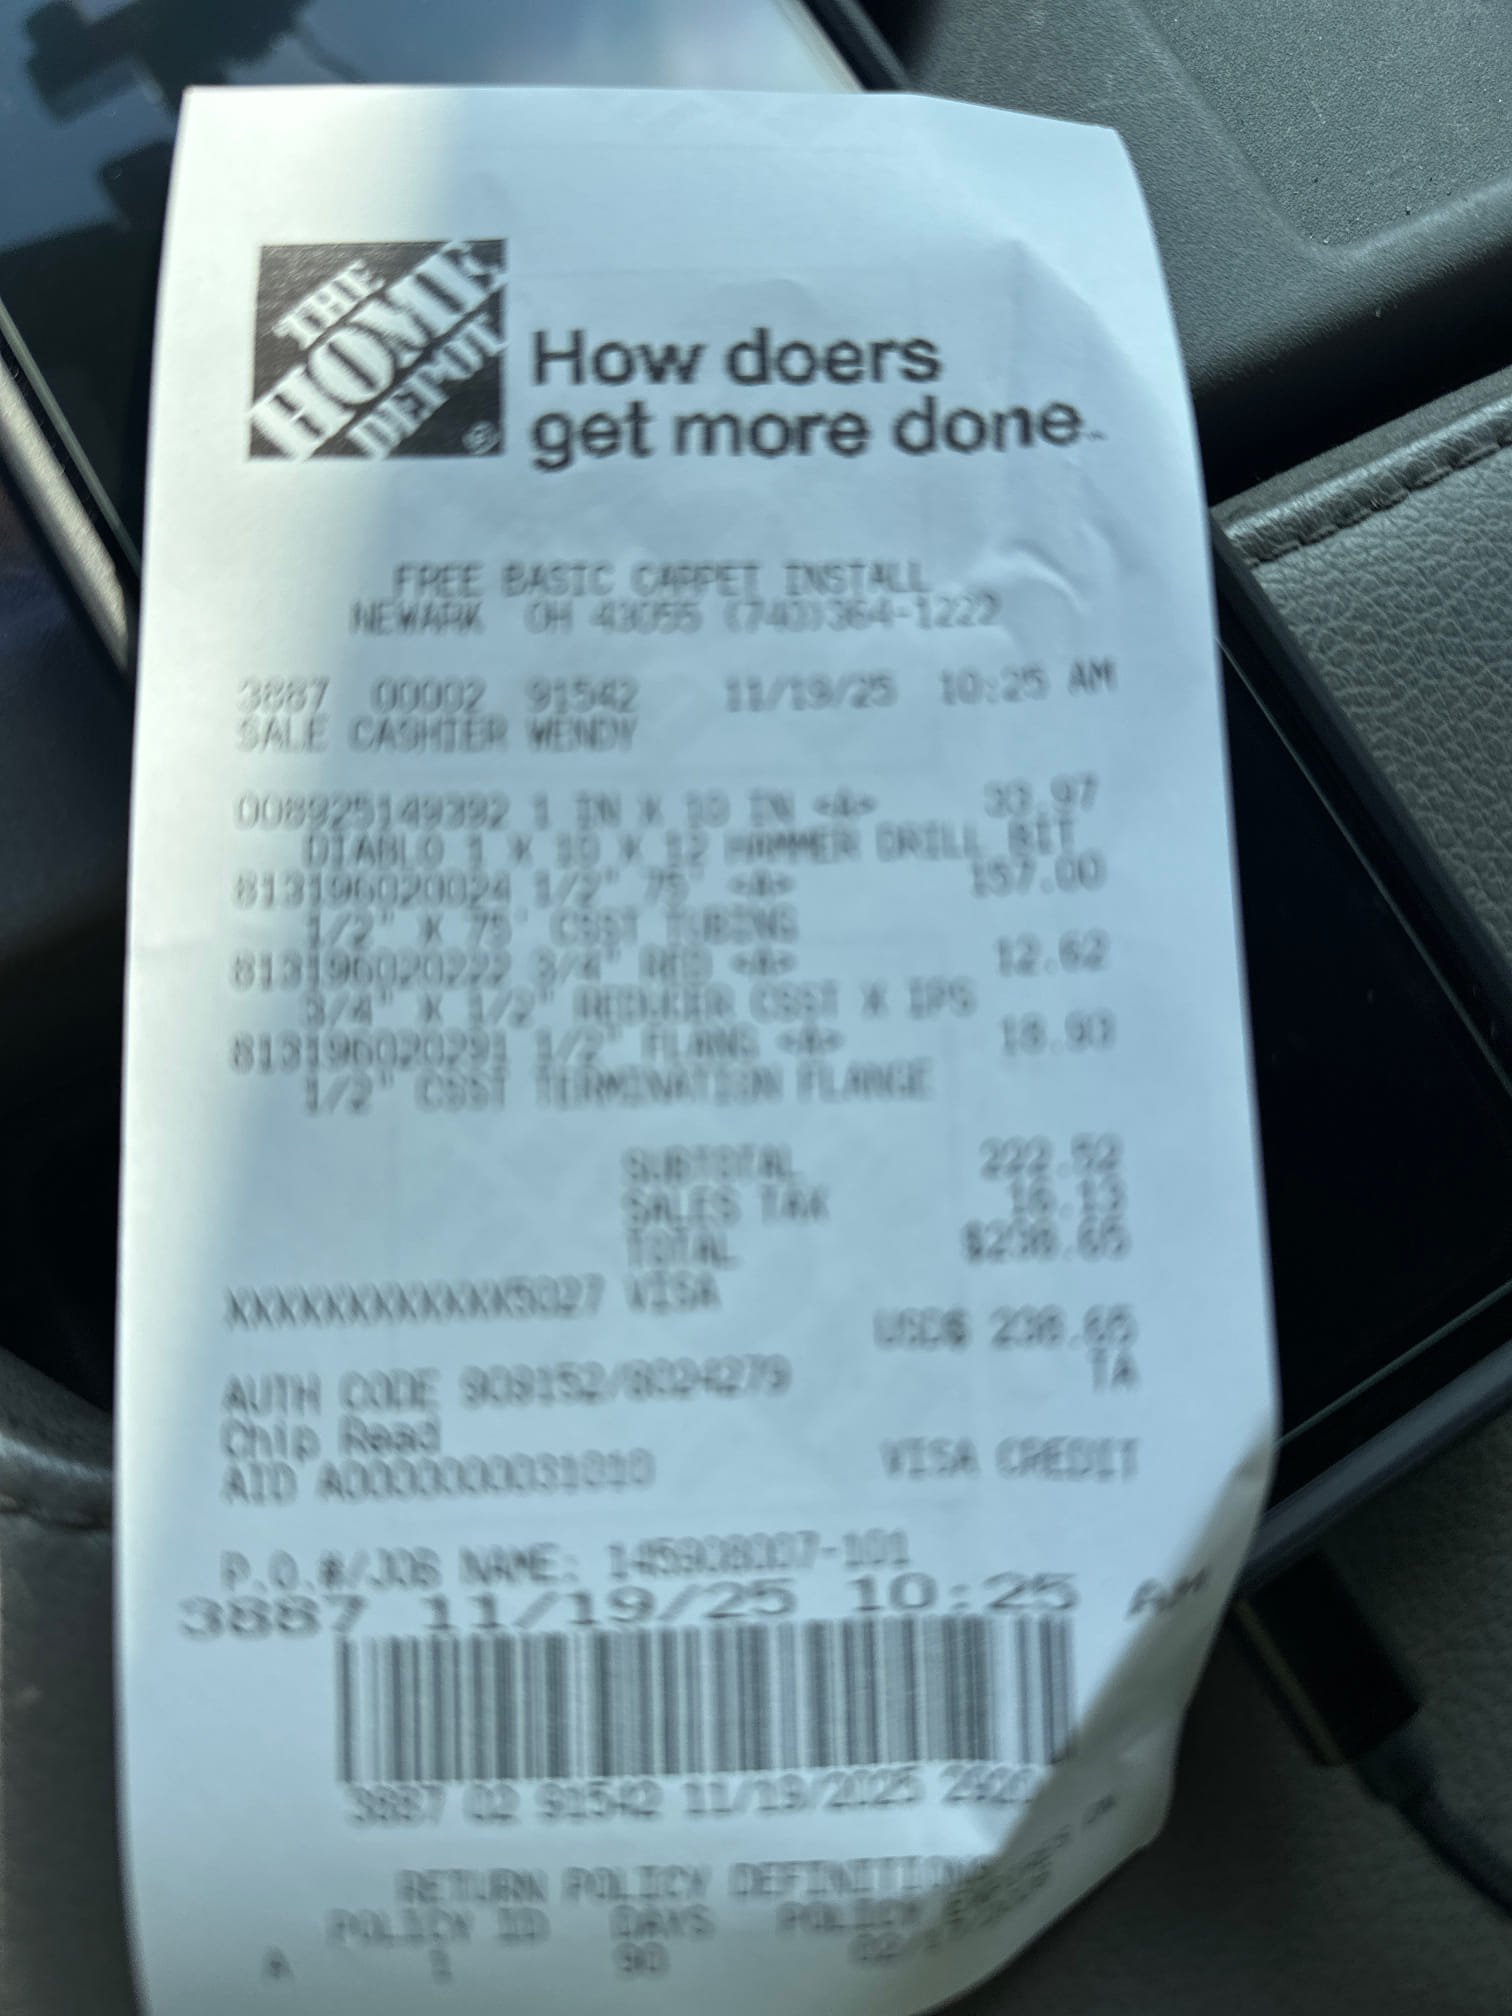 THE
HOME
DEPOT
How doers
get more done™
FREE BASIC CARPET INSTALL
NEWARK OH 43055 (740)364-1222
3887 00002 91542 11/19/25 10:25 AM
SALE CASHIER WENDY
008925149392 1 IN X 10 IN <A> 33.97
DIABLO 1 X 10 X 12 HAMMER DRILL BIT
813196020024 1/2" 75' <A> 157.00
1/2" X 75' CSST TUBING
813196020222 3/4" RED <A> 12.62
3/4" X 1/2" REDUCER CSST X IPS
813196020291 1/2" FLANG <A> 18.93
1/2" CSST TERMINATION FLANGE
SUBTOTAL 222.52
SALES TAX 16.13
TOTAL $238.65
XXXXXXXXXXXX5027 VISA
USD$ 238.65
AUTH CODE TA
Chip Read
AID A0000000031010 VISA CREDIT
P.O.#/JOB NAME:
3887 11/19/25 10:25 AM
3887 02 91542 11/19/2025
RETURN POLICY
POLICY ID DAYS POLICY
A 1 90